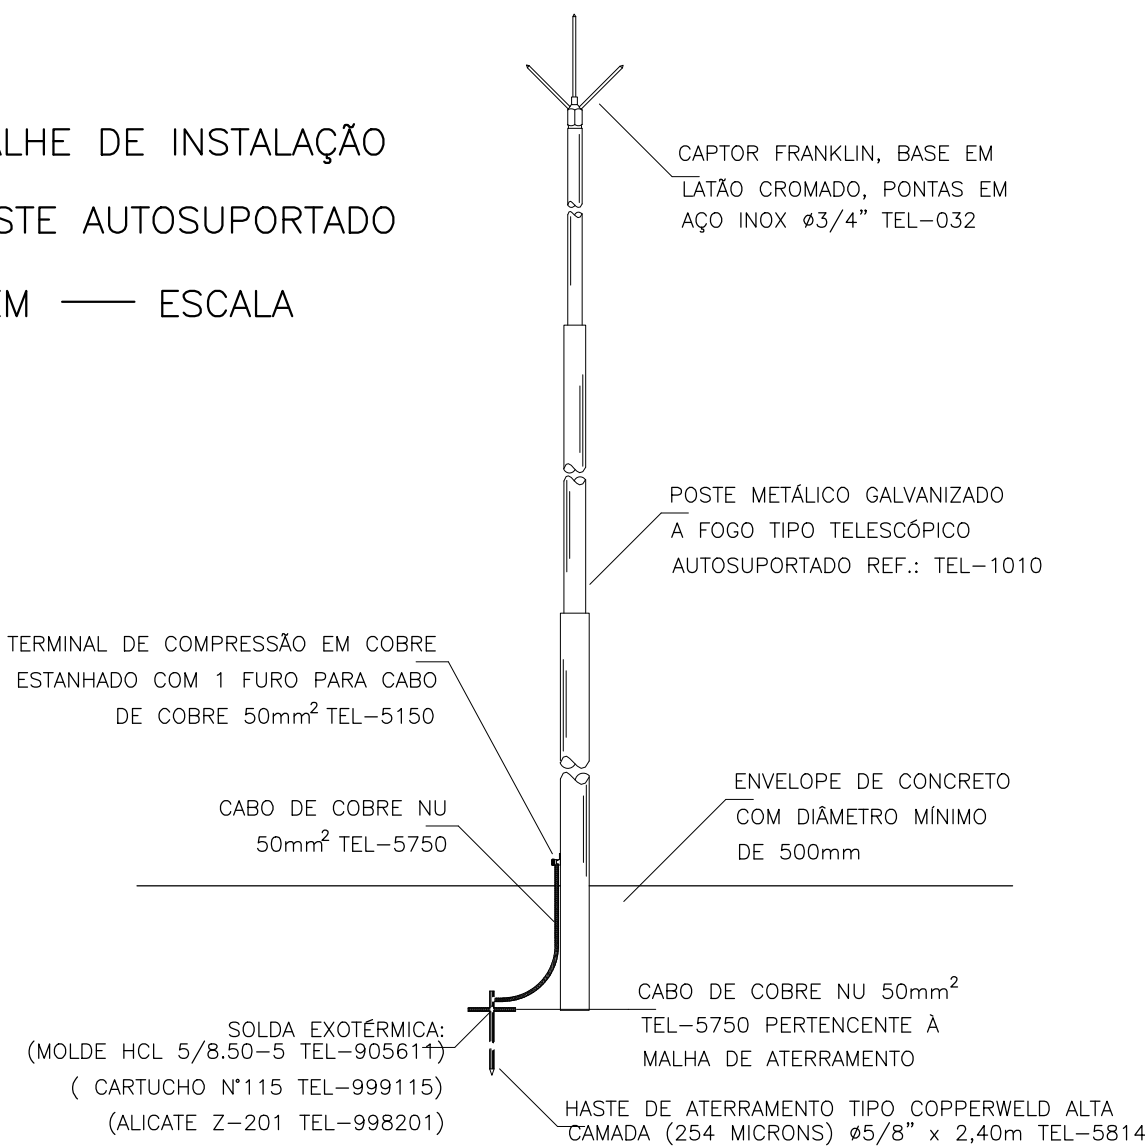 ALHE DE INSTALAÇÃO
STE AUTOSUPORTADO
EM — ESCALA
CAPTOR FRANKLIN, BASE EM
LATÃO CROMADO, PONTAS EM
AÇO INOX ø3/4" TEL-032
POSTE METÁLICO GALVANIZADO
A FOGO TIPO TELESCÓPICO
AUTOSUPORTADO REF.: TEL-1010
TERMINAL DE COMPRESSÃO EM COBRE
ESTANHADO COM 1 FURO PARA CABO
DE COBRE 50mm² TEL-5150
CABO DE COBRE NU
50mm² TEL-5750
ENVELOPE DE CONCRETO
COM DIÂMETRO MÍNIMO
DE 500mm
CABO DE COBRE NU 50mm²
TEL-5750 PERTENCENTE À
MALHA DE ATERRAMENTO
SOLDA EXOTÉRMICA:
(MOLDE HCL 5/8.50-5 TEL-905611)
( CARTUCHO N°115 TEL-999115)
(ALICATE Z-201 TEL-998201)
HASTE DE ATERRAMENTO TIPO COPPERWELD ALTA
CAMADA (254 MICRONS) ø5/8" x 2,40m TEL-5814